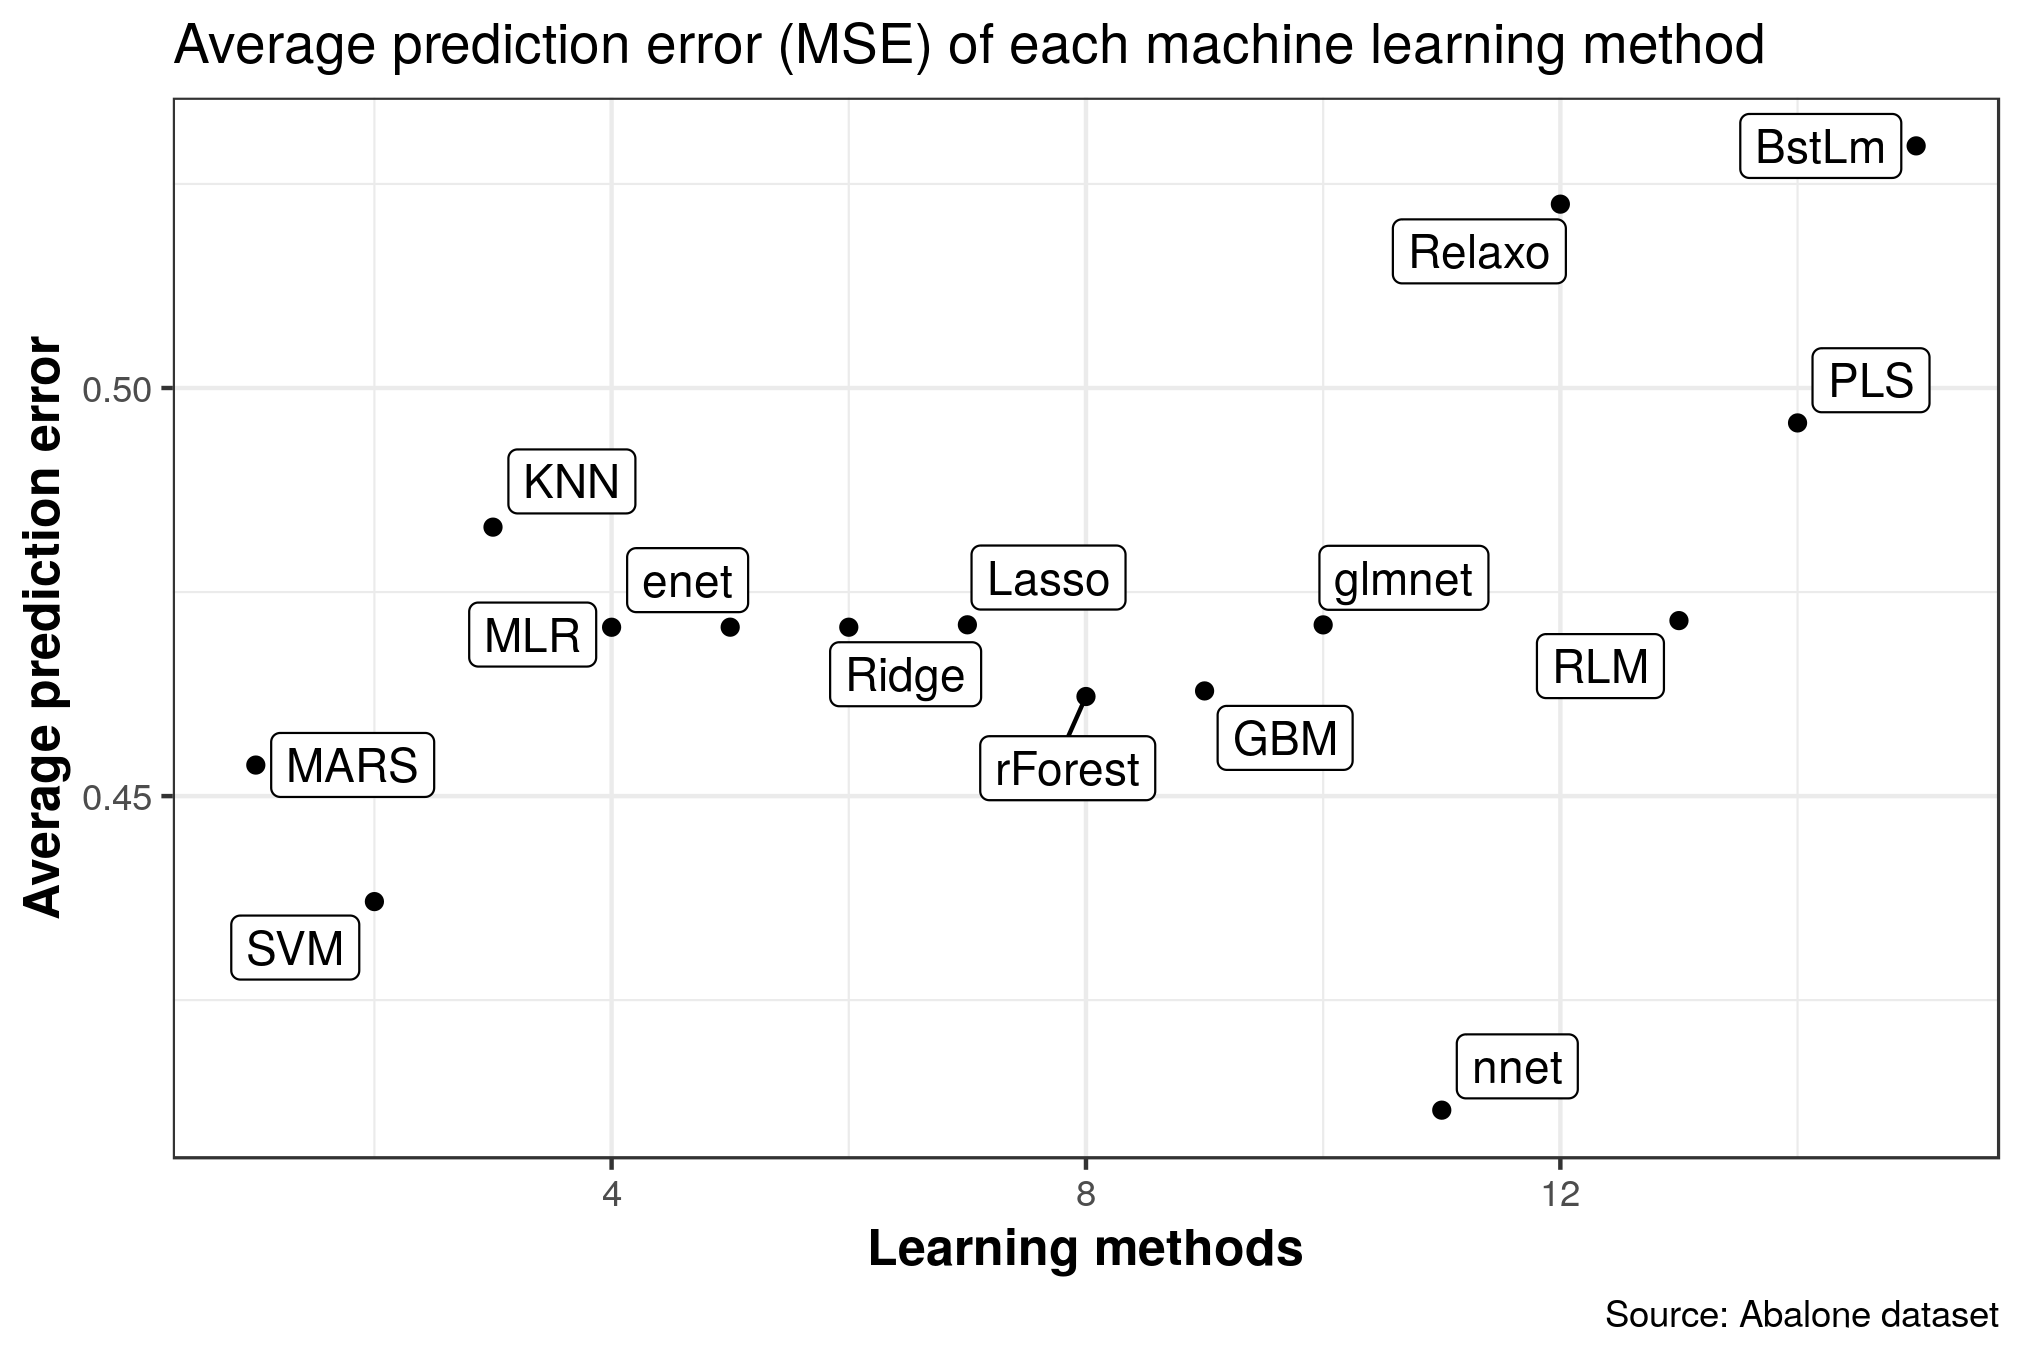 Average prediction error (MSE) of each machine learning method
BstLm
Relaxo
PLS
0.50
KNN
enet
Lasso
glmnet
MLR
Ridge
RLM
GBM
MARS
rForest
0.45
SVM
nnet
4 8 12
Average prediction error
Learning methods
Source: Abalone dataset